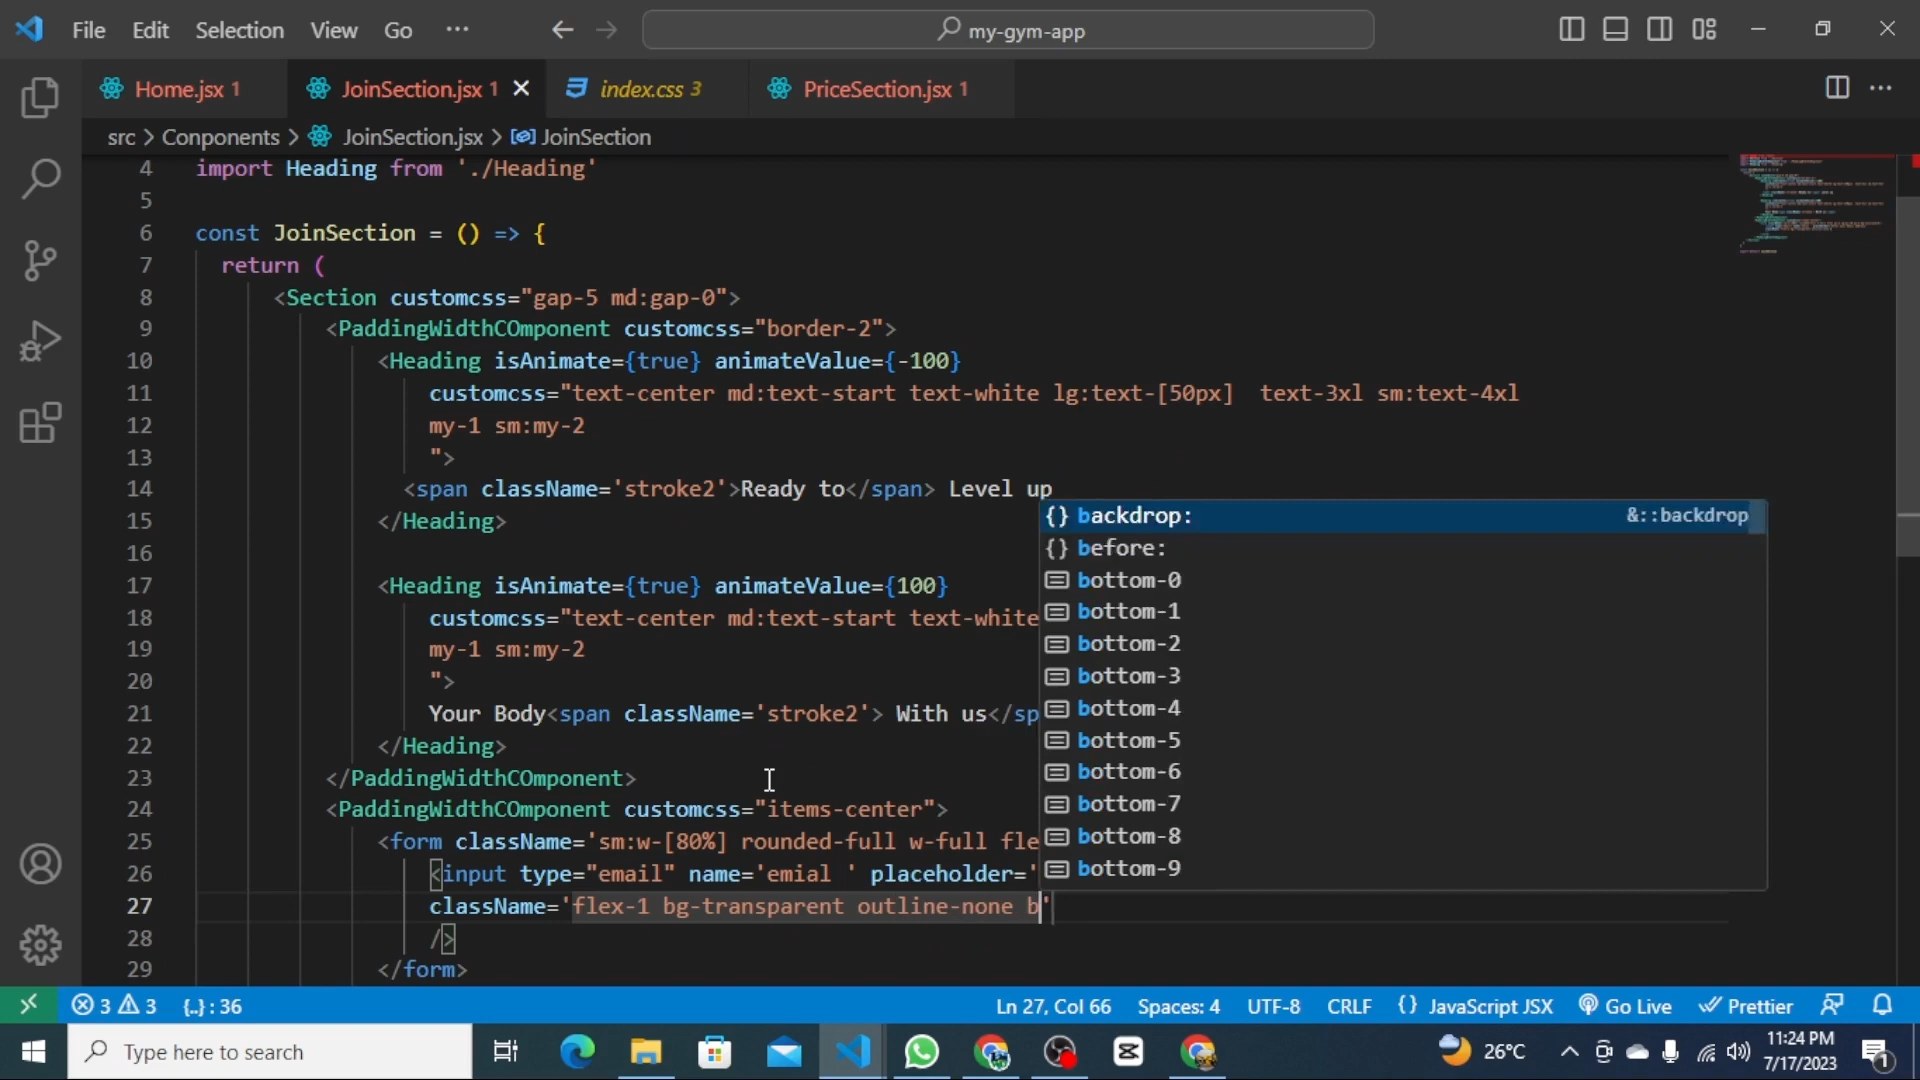 File Edit Selection View Go ··· my-gym-app
Home.jsx 1 JoinSection.jsx 1 index.css 3 PriceSection.jsx 1
src > Conponents > JoinSection.jsx > JoinSection
4 import Heading from './Heading'
5
6 const JoinSection = () => {
7 return (
8 <Section customcss="gap-5 md:gap-0">
9 <PaddingWidthCOmponent customcss="border-2">
10 <Heading isAnimate={true} animateValue={-100}
11 customcss="text-center md:text-start text-white lg:text-[50px] text-3xl sm:text-4xl
12 my-1 sm:my-2
13 ">
14 <span className='stroke2'>Ready to</span> Level up
15 </Heading>
16
17 <Heading isAnimate={true} animateValue={100}
18 customcss="text-center md:text-start text-white
19 my-1 sm:my-2
20 ">
21 Your Body<span className='stroke2'> With us</sp
22 </Heading>
23 </PaddingWidthCOmponent>
24 <PaddingWidthCOmponent customcss="items-center">
25 <form className='sm:w-[80%] rounded-full w-full fle
26 <input type="email" name='emial ' placeholder='
27 className='flex-1 bg-transparent outline-none b'
28 />
29 </form>
{} backdrop: &::backdrop
{} before:
bottom-0
bottom-1
bottom-2
bottom-3
bottom-4
bottom-5
bottom-6
bottom-7
bottom-8
bottom-9
3 3 {..} : 36 Ln 27, Col 66 Spaces: 4 UTF-8 CRLF {} JavaScript JSX Go Live Prettier
Type here to search 26°C 11:24 PM
7/17/2023 1